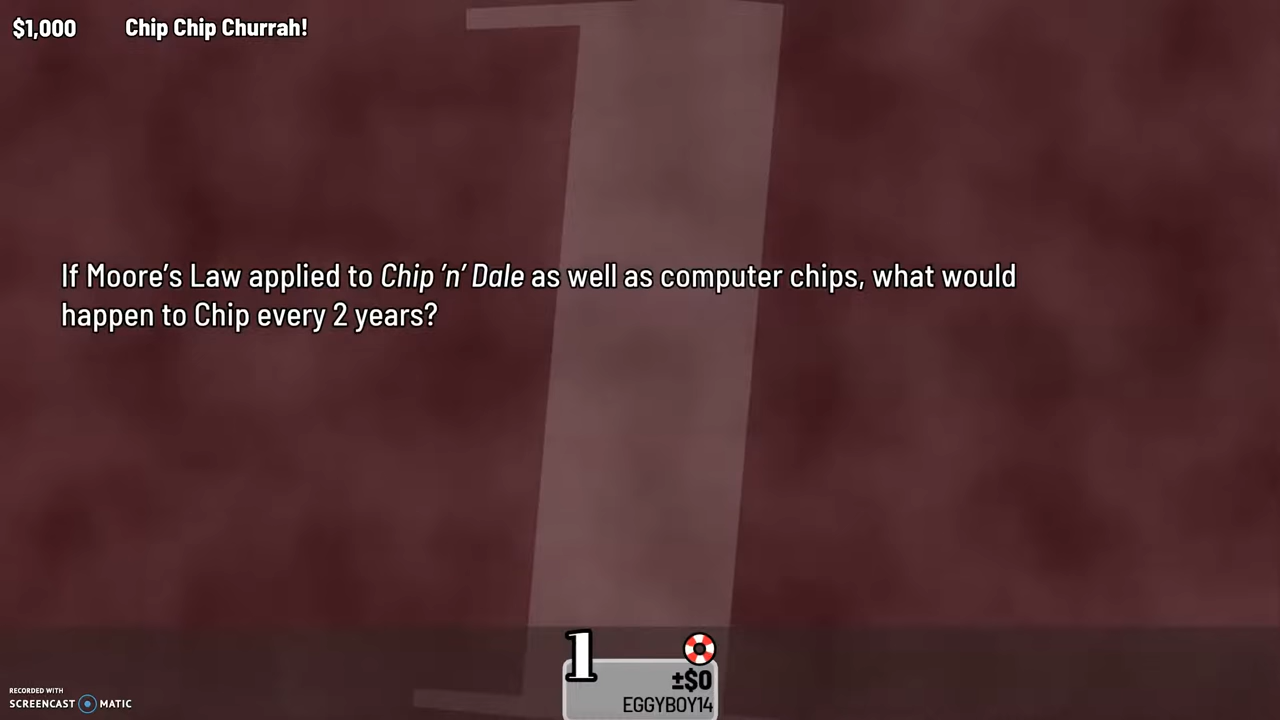 $1,000 Chip Chip Churrah!
If Moore's Law applied to Chip 'n' Dale as well as computer chips, what would
happen to Chip every 2 years?
1
1
±$0
EGGYBOY14
RECORDED WITH
SCREENCAST MATIC